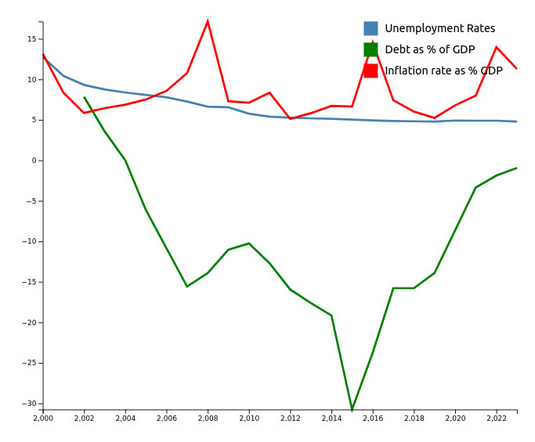 Unemployment Rates
Debt as % of GDP
Inflation rate as % GDP
15
10
5
0
−5
−10
−15
−20
−25
−30
2,000 2,002 2,004 2,006 2,008 2,010 2,012 2,014 2,016 2,018 2,020 2,022